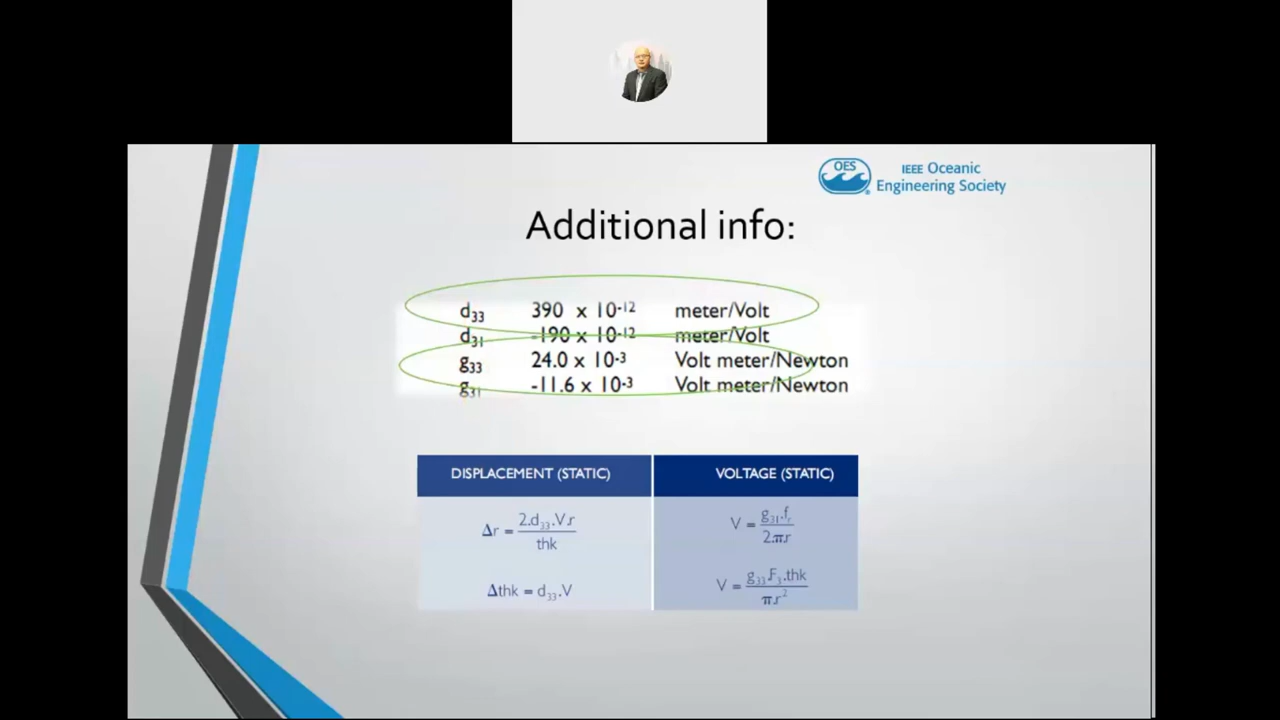 OES
IEEE Oceanic
Engineering Society
Additional info:
d₃₃ 390 x 10⁻¹² meter/Volt
d₃₁ -190 x 10⁻¹² meter/Volt
g₃₃ 24.0 x 10⁻³ Volt meter/Newton
g₃₁ -11.6 x 10⁻³ Volt meter/Newton
DISPLACEMENT (STATIC) VOLTAGE (STATIC)
Δr = 2.d₃₃.V.r / thk V = g₃₁.fᵣ / 2.π.r
Δthk = d₃₃.V V = g₃₃.F₃.thk / π.r²